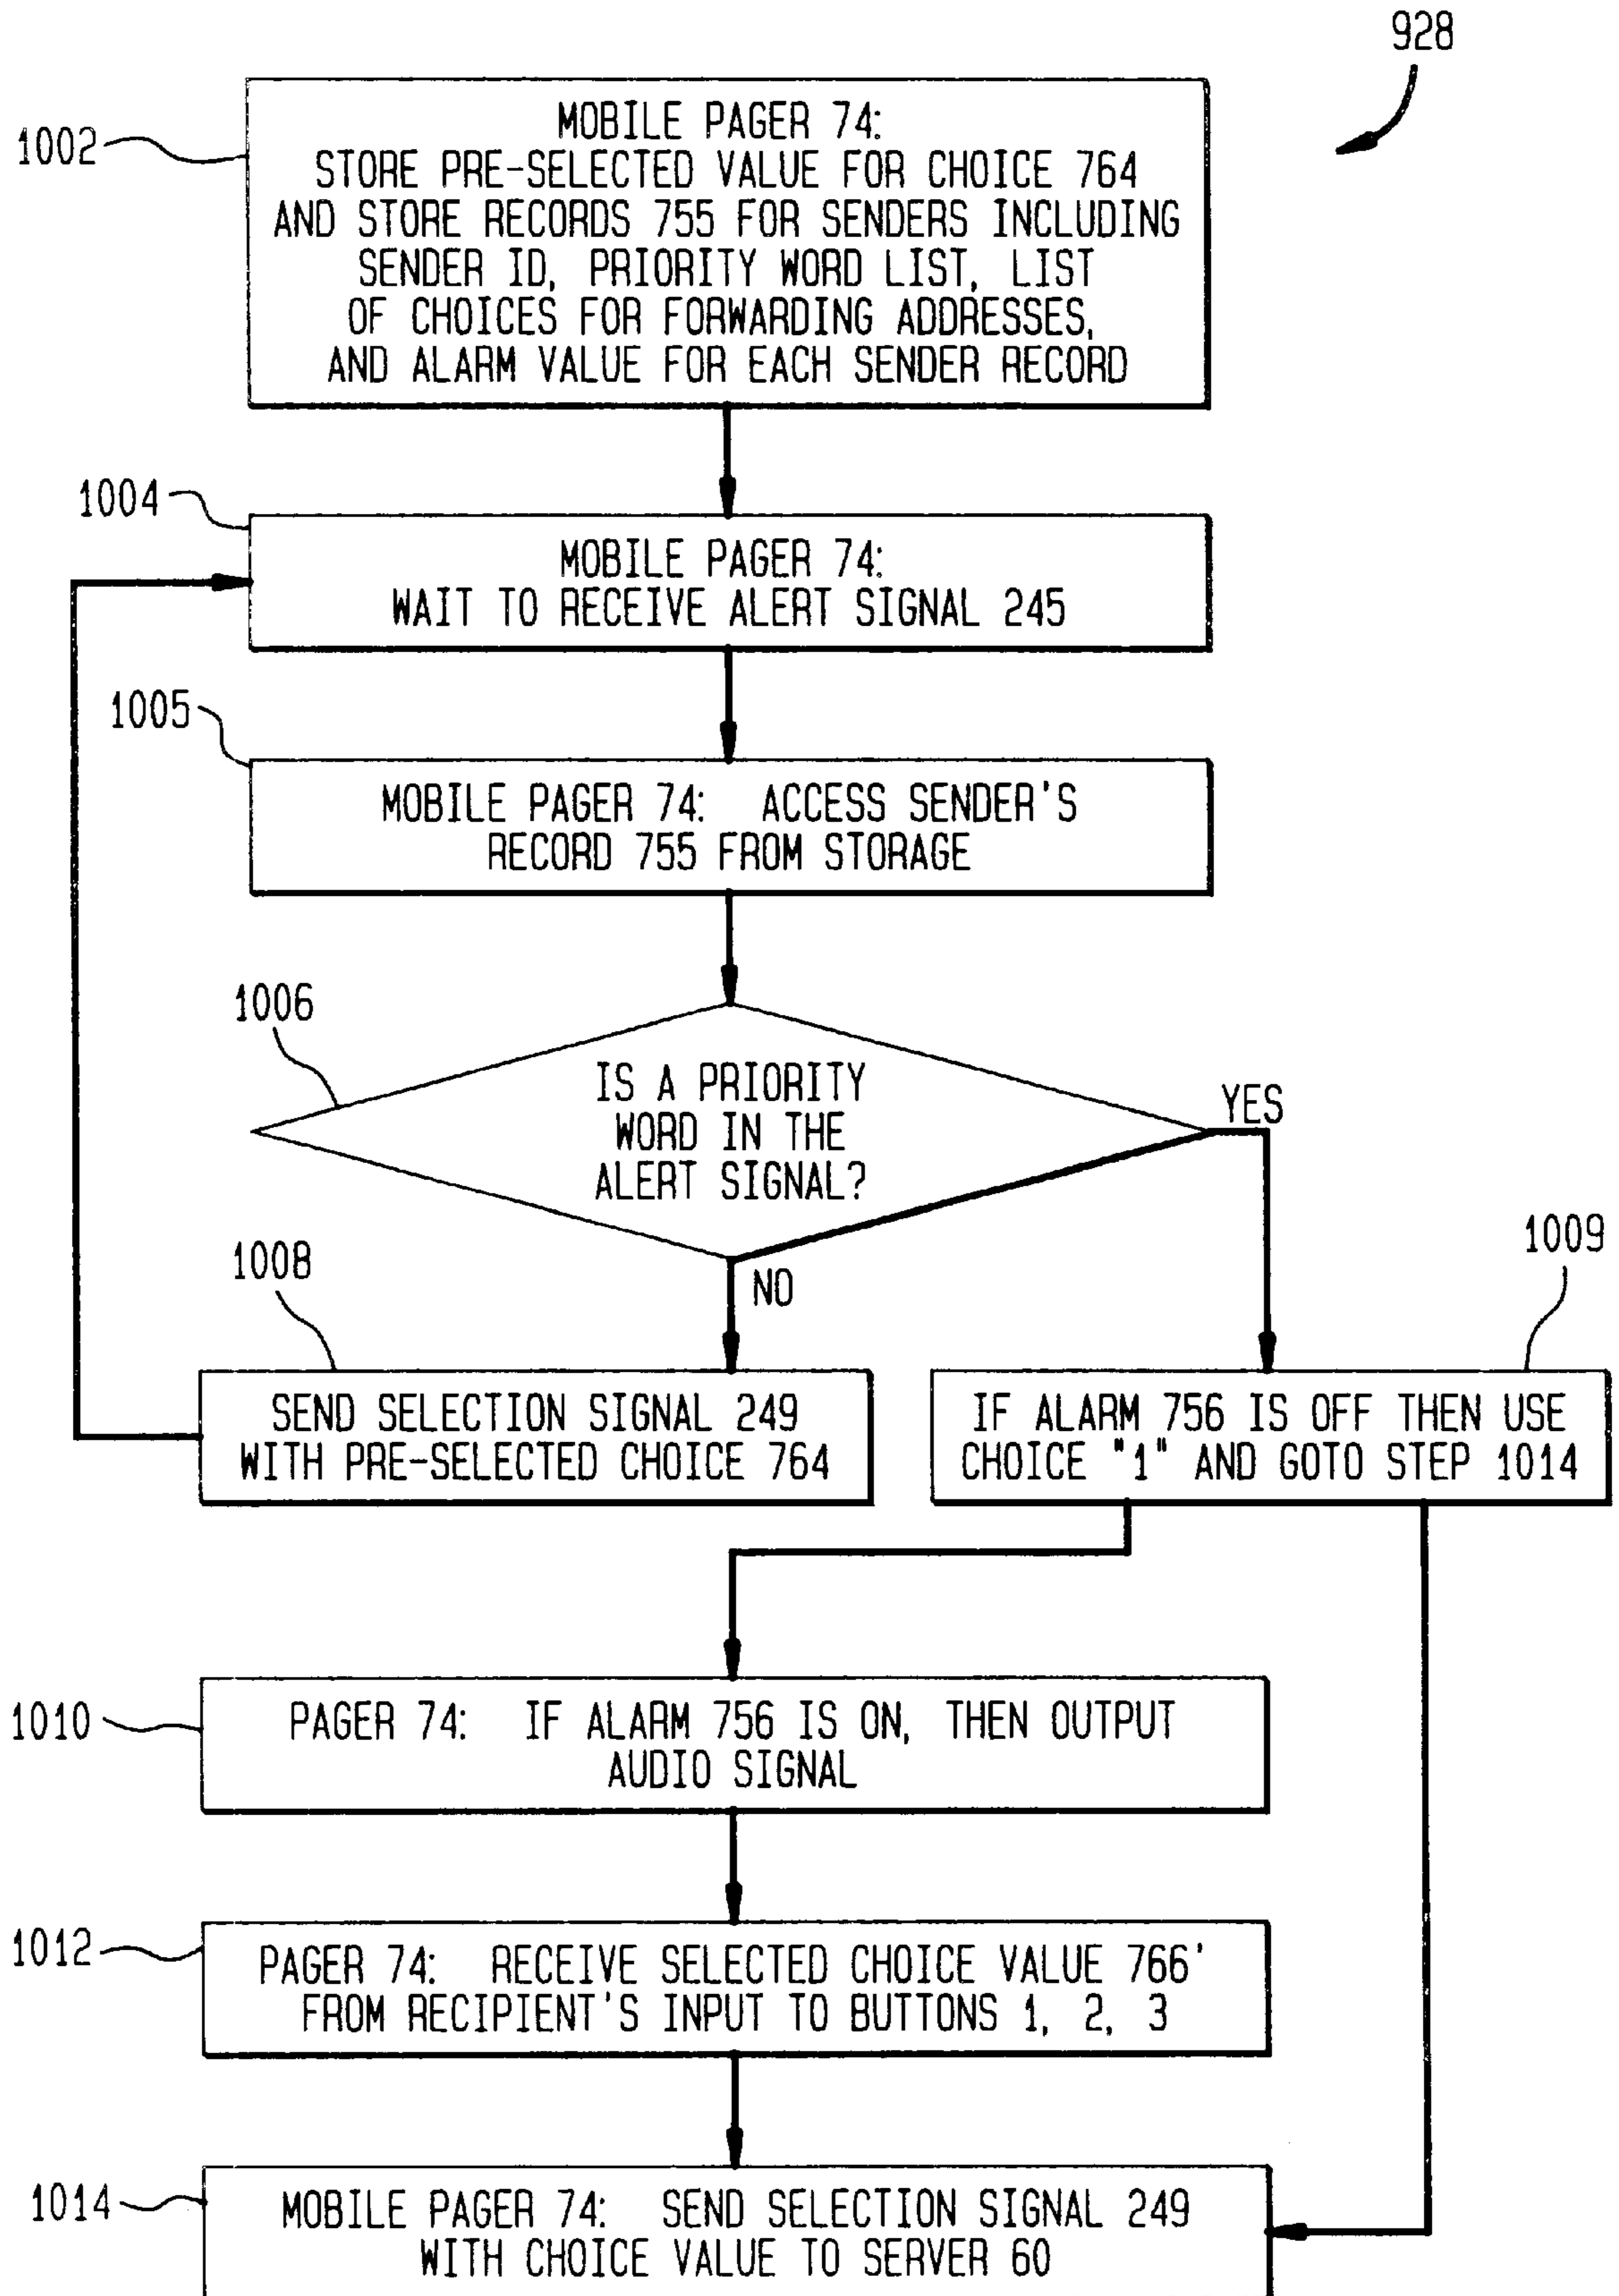 928
1002
MOBILE PAGER 74:
STORE PRE-SELECTED VALUE FOR CHOICE 764
AND STORE RECORDS 755 FOR SENDERS INCLUDING
SENDER ID, PRIORITY WORD LIST, LIST
OF CHOICES FOR FORWARDING ADDRESSES,
AND ALARM VALUE FOR EACH SENDER RECORD
1004
MOBILE PAGER 74:
WAIT TO RECEIVE ALERT SIGNAL 245
1005
MOBILE PAGER 74: ACCESS SENDER'S
RECORD 755 FROM STORAGE
1006
IS A PRIORITY
WORD IN THE
ALERT SIGNAL?
YES
NO
1008
SEND SELECTION SIGNAL 249
WITH PRE-SELECTED CHOICE 764
1009
IF ALARM 756 IS OFF THEN USE
CHOICE "1" AND GOTO STEP 1014
1010
PAGER 74: IF ALARM 756 IS ON, THEN OUTPUT
AUDIO SIGNAL
1012
PAGER 74: RECEIVE SELECTED CHOICE VALUE 766'
FROM RECIPIENT'S INPUT TO BUTTONS 1, 2, 3
1014
MOBILE PAGER 74: SEND SELECTION SIGNAL 249
WITH CHOICE VALUE TO SERVER 60